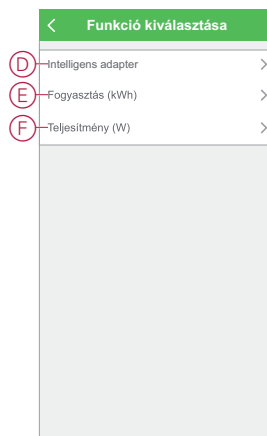 Funkció kiválasztása
D Intelligens adapter
E Fogyasztás (kWh)
F Teljesítmény (W)